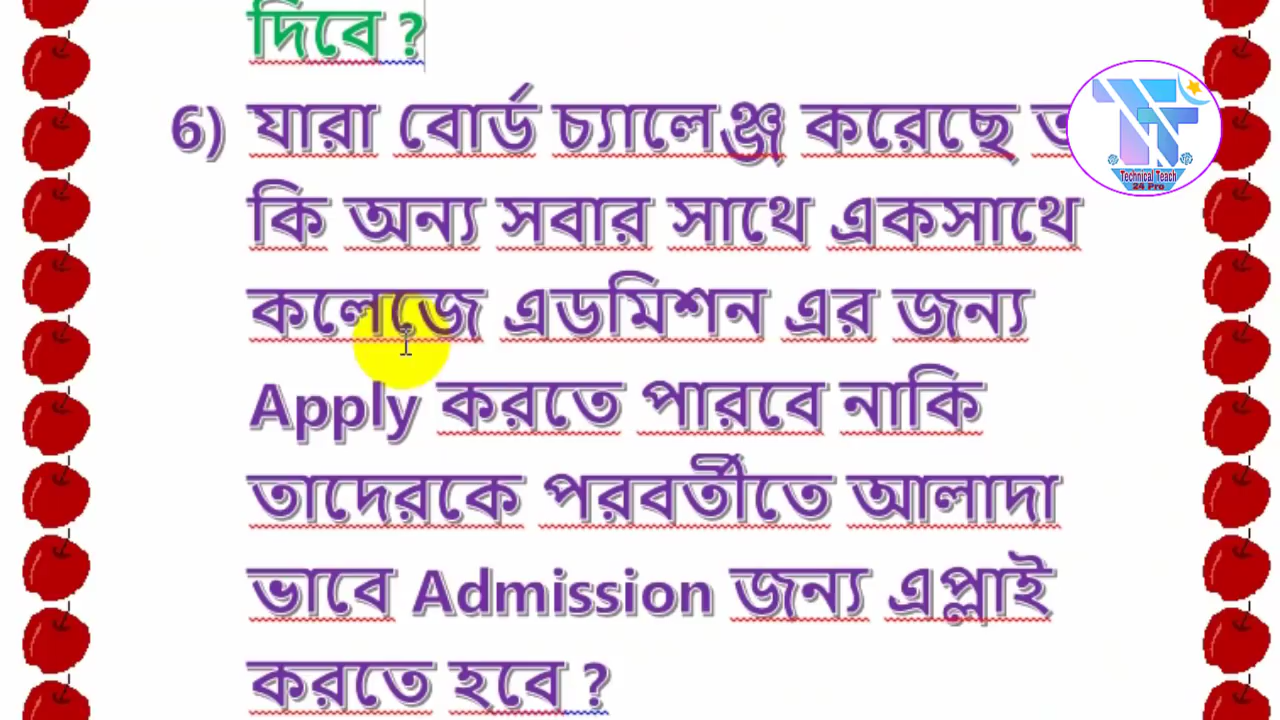 দিবে ?
6) যারা বোর্ড চ্যালেঞ্জ করেছে
কি অন্য সবার সাথে একসাথে
কলেজে এডমিশন এর জন্য
Apply করতে পারবে নাকি
তাদেরকে পরবর্তীতে আলাদা
ভাবে Admission জন্য এপ্লাই
করতে হবে ?
Technical Teach
24 Pro